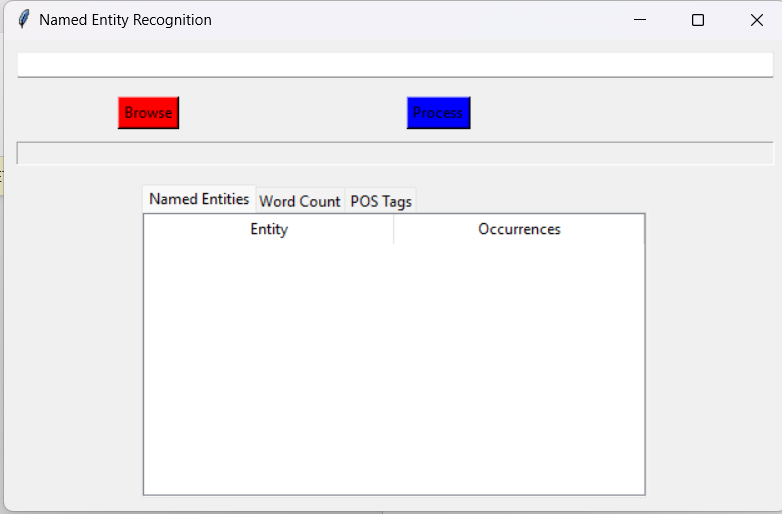 Named Entity Recognition
Browse Process
Named Entities Word Count POS Tags
Entity Occurrences